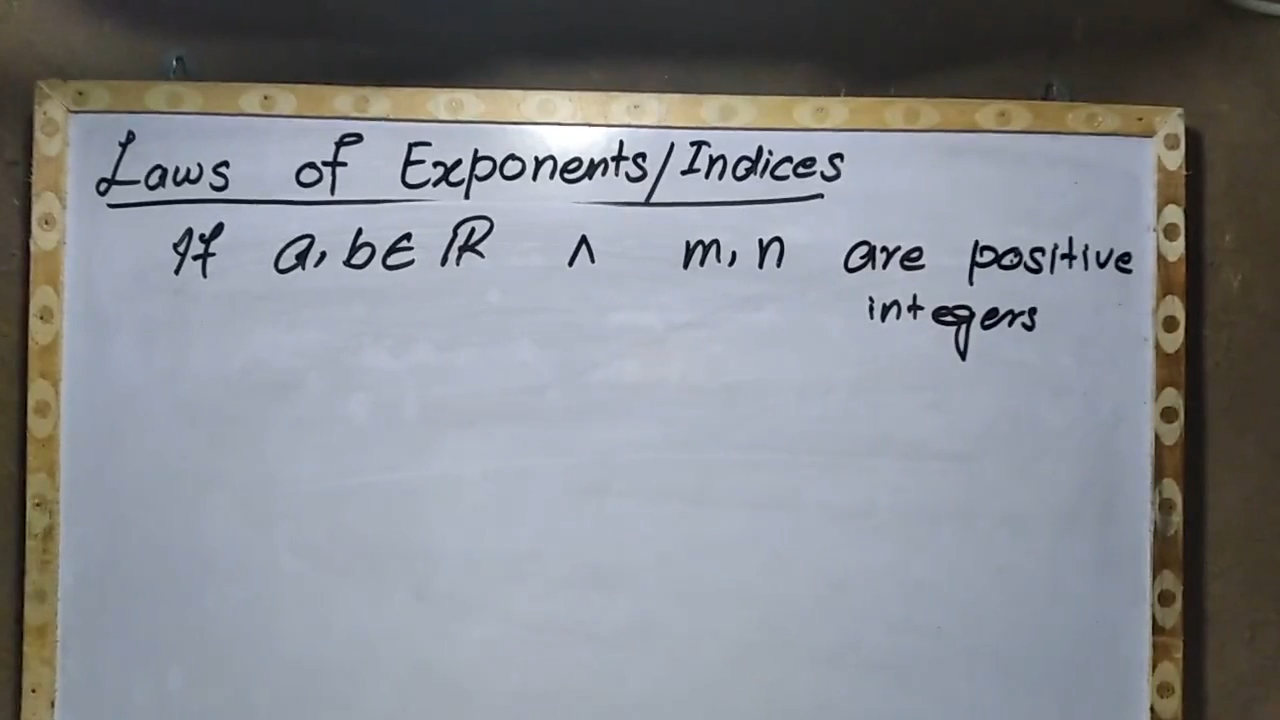 Laws of Exponents/Indices
If a, b ∈ ℝ ∧ m, n are positive
integers